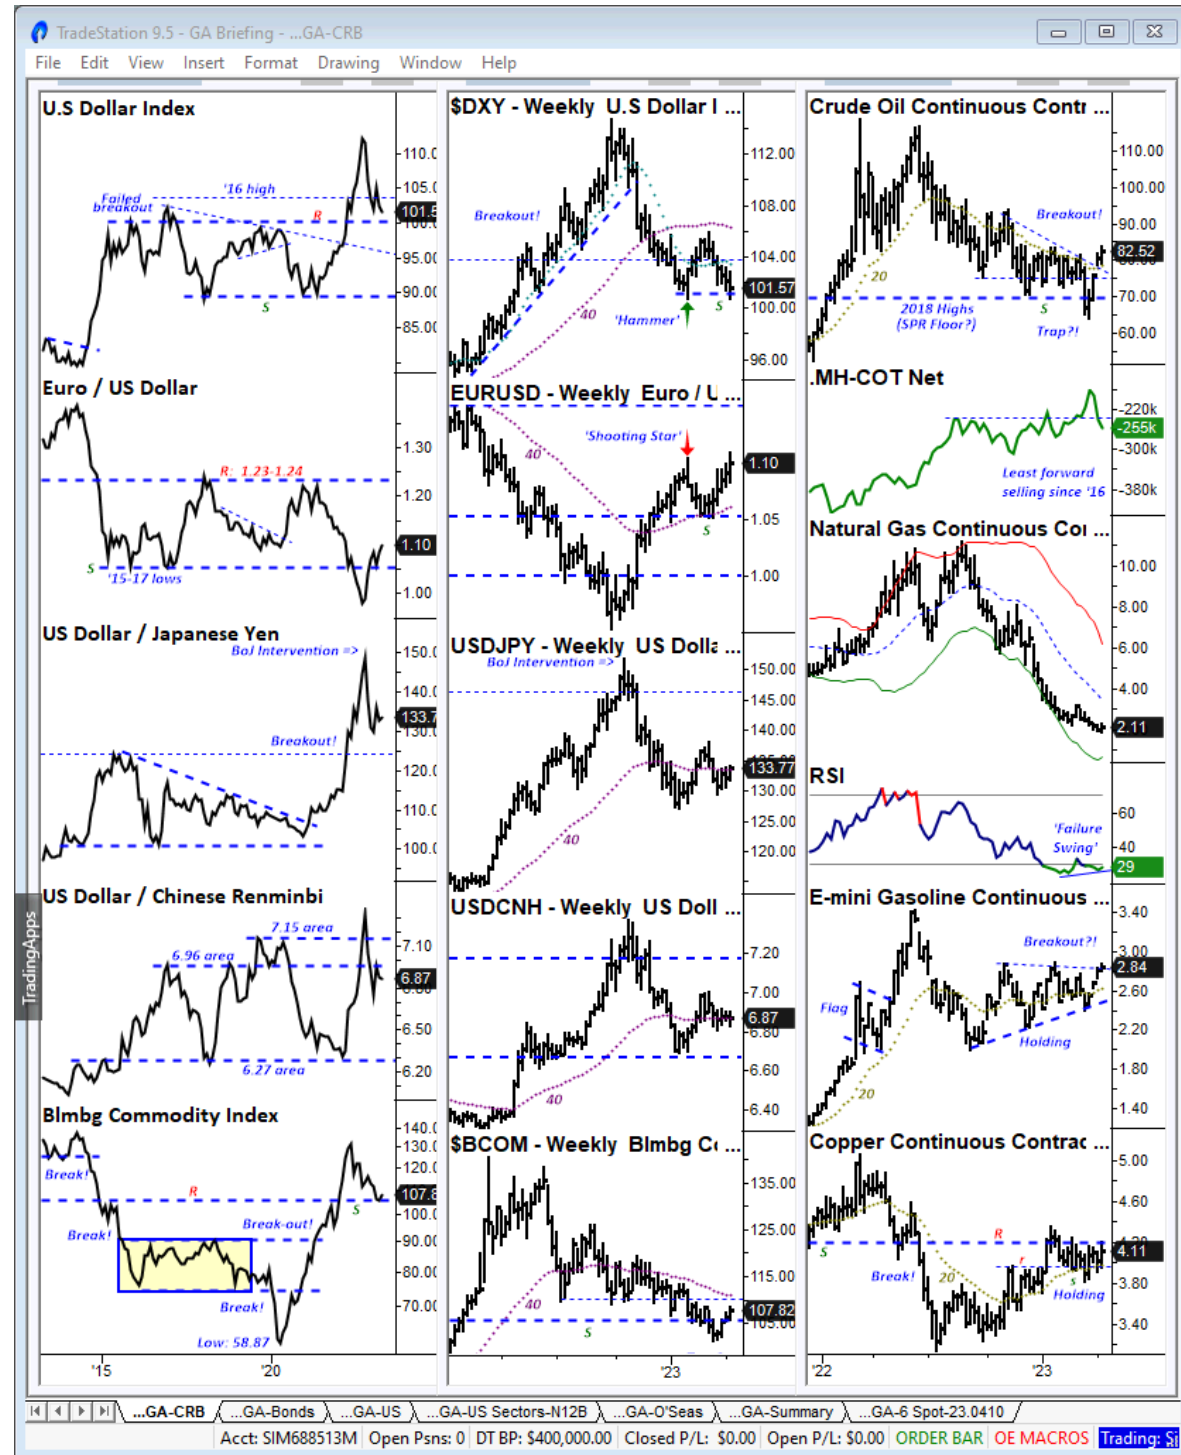 TradeStation 9.5 - GA Briefing - ...GA-CRB
File Edit View Insert Format Drawing Window Help
U.S Dollar Index
110.0
'16 high
105.0
Failed
breakout
R
101.5
95.00
90.00
S
85.00
Euro / US Dollar
1.30
R: 1.23-1.24
1.20
1.10
S
'15-17 lows
1.00
US Dollar / Japanese Yen
BoJ Intervention =>
150.0
140.0
133.7
Breakout!
120.0
110.0
100.0
US Dollar / Chinese Renminbi
7.15 area
7.10
6.96 area
6.87
6.50
6.27 area
6.20
Blmbg Commodity Index
140.0
130.0
120.0
Break!
R
107.8
S
100.0
Break-out!
Break!
90.00
80.00
Break!
70.00
Low: 58.87
'15 '20
$DXY - Weekly U.S Dollar I ...
112.00
Breakout!
108.00
104.00
101.57
S
100.00
40
'Hammer'
96.00
EURUSD - Weekly Euro / U ...
'Shooting Star'
40
1.10
1.05
S
1.00
USDJPY - Weekly US Dolla ...
BoJ Intervention =>
150.00
145.00
140.00
133.77
130.00
125.00
40
120.00
USDCNH - Weekly US Doll ...
7.20
7.00
6.87
6.80
6.60
40
6.40
$BCOM - Weekly Blmbg Co ...
135.00
125.00
115.00
40
107.82
105.00
S
'23
Crude Oil Continuous Contr ...
110.00
100.00
Breakout!
90.00
82.52
80.00
20
70.00
2018 Highs
S
(SPR Floor?)
Trap?!
60.00
.MH-COT Net
-220k
-255k
-300k
Least forward
selling since '16
-380k
Natural Gas Continuous Cor ...
10.00
8.00
6.00
4.00
2.11
RSI
60
'Failure
Swing'
40
29
E-mini Gasoline Continuous ...
3.40
Breakout?!
3.00
2.84
2.60
Flag
2.20
Holding
1.80
20
1.40
Copper Continuous Contrac ...
5.00
4.60
R
4.20
S
4.11
r
Break!
20
s
3.80
Holding
3.40
'22 '23
TradingApps
...GA-CRB ...GA-Bonds ...GA-US ...GA-US Sectors-N12B ...GA-O'Seas ...GA-Summary ...GA-6 Spot-23.0410
Acct: SIM688513M Open Psns: 0 DT BP: $400,000.00 Closed P/L: $0.00 Open P/L: $0.00 ORDER BAR OE MACROS Trading: Si